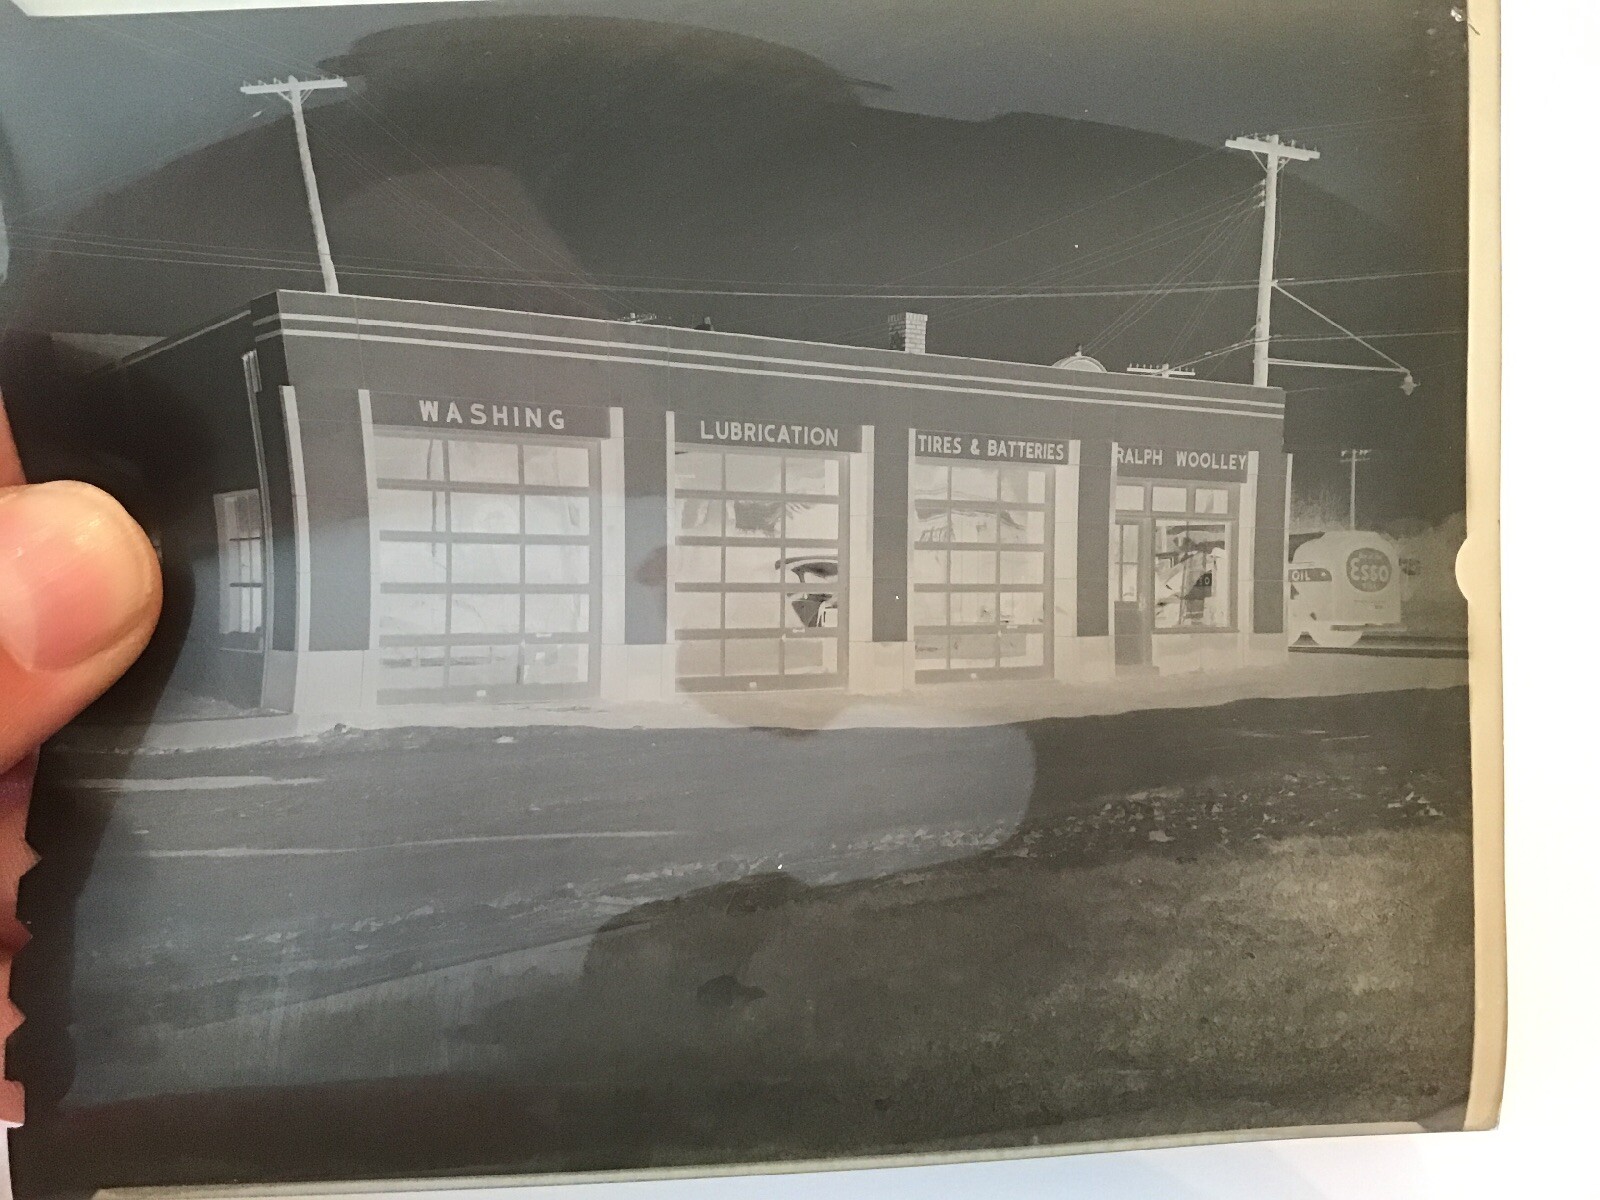 WASHING
LUBRICATION
TIRES & BATTERIES
RALPH WOOLLEY
OIL
Esso